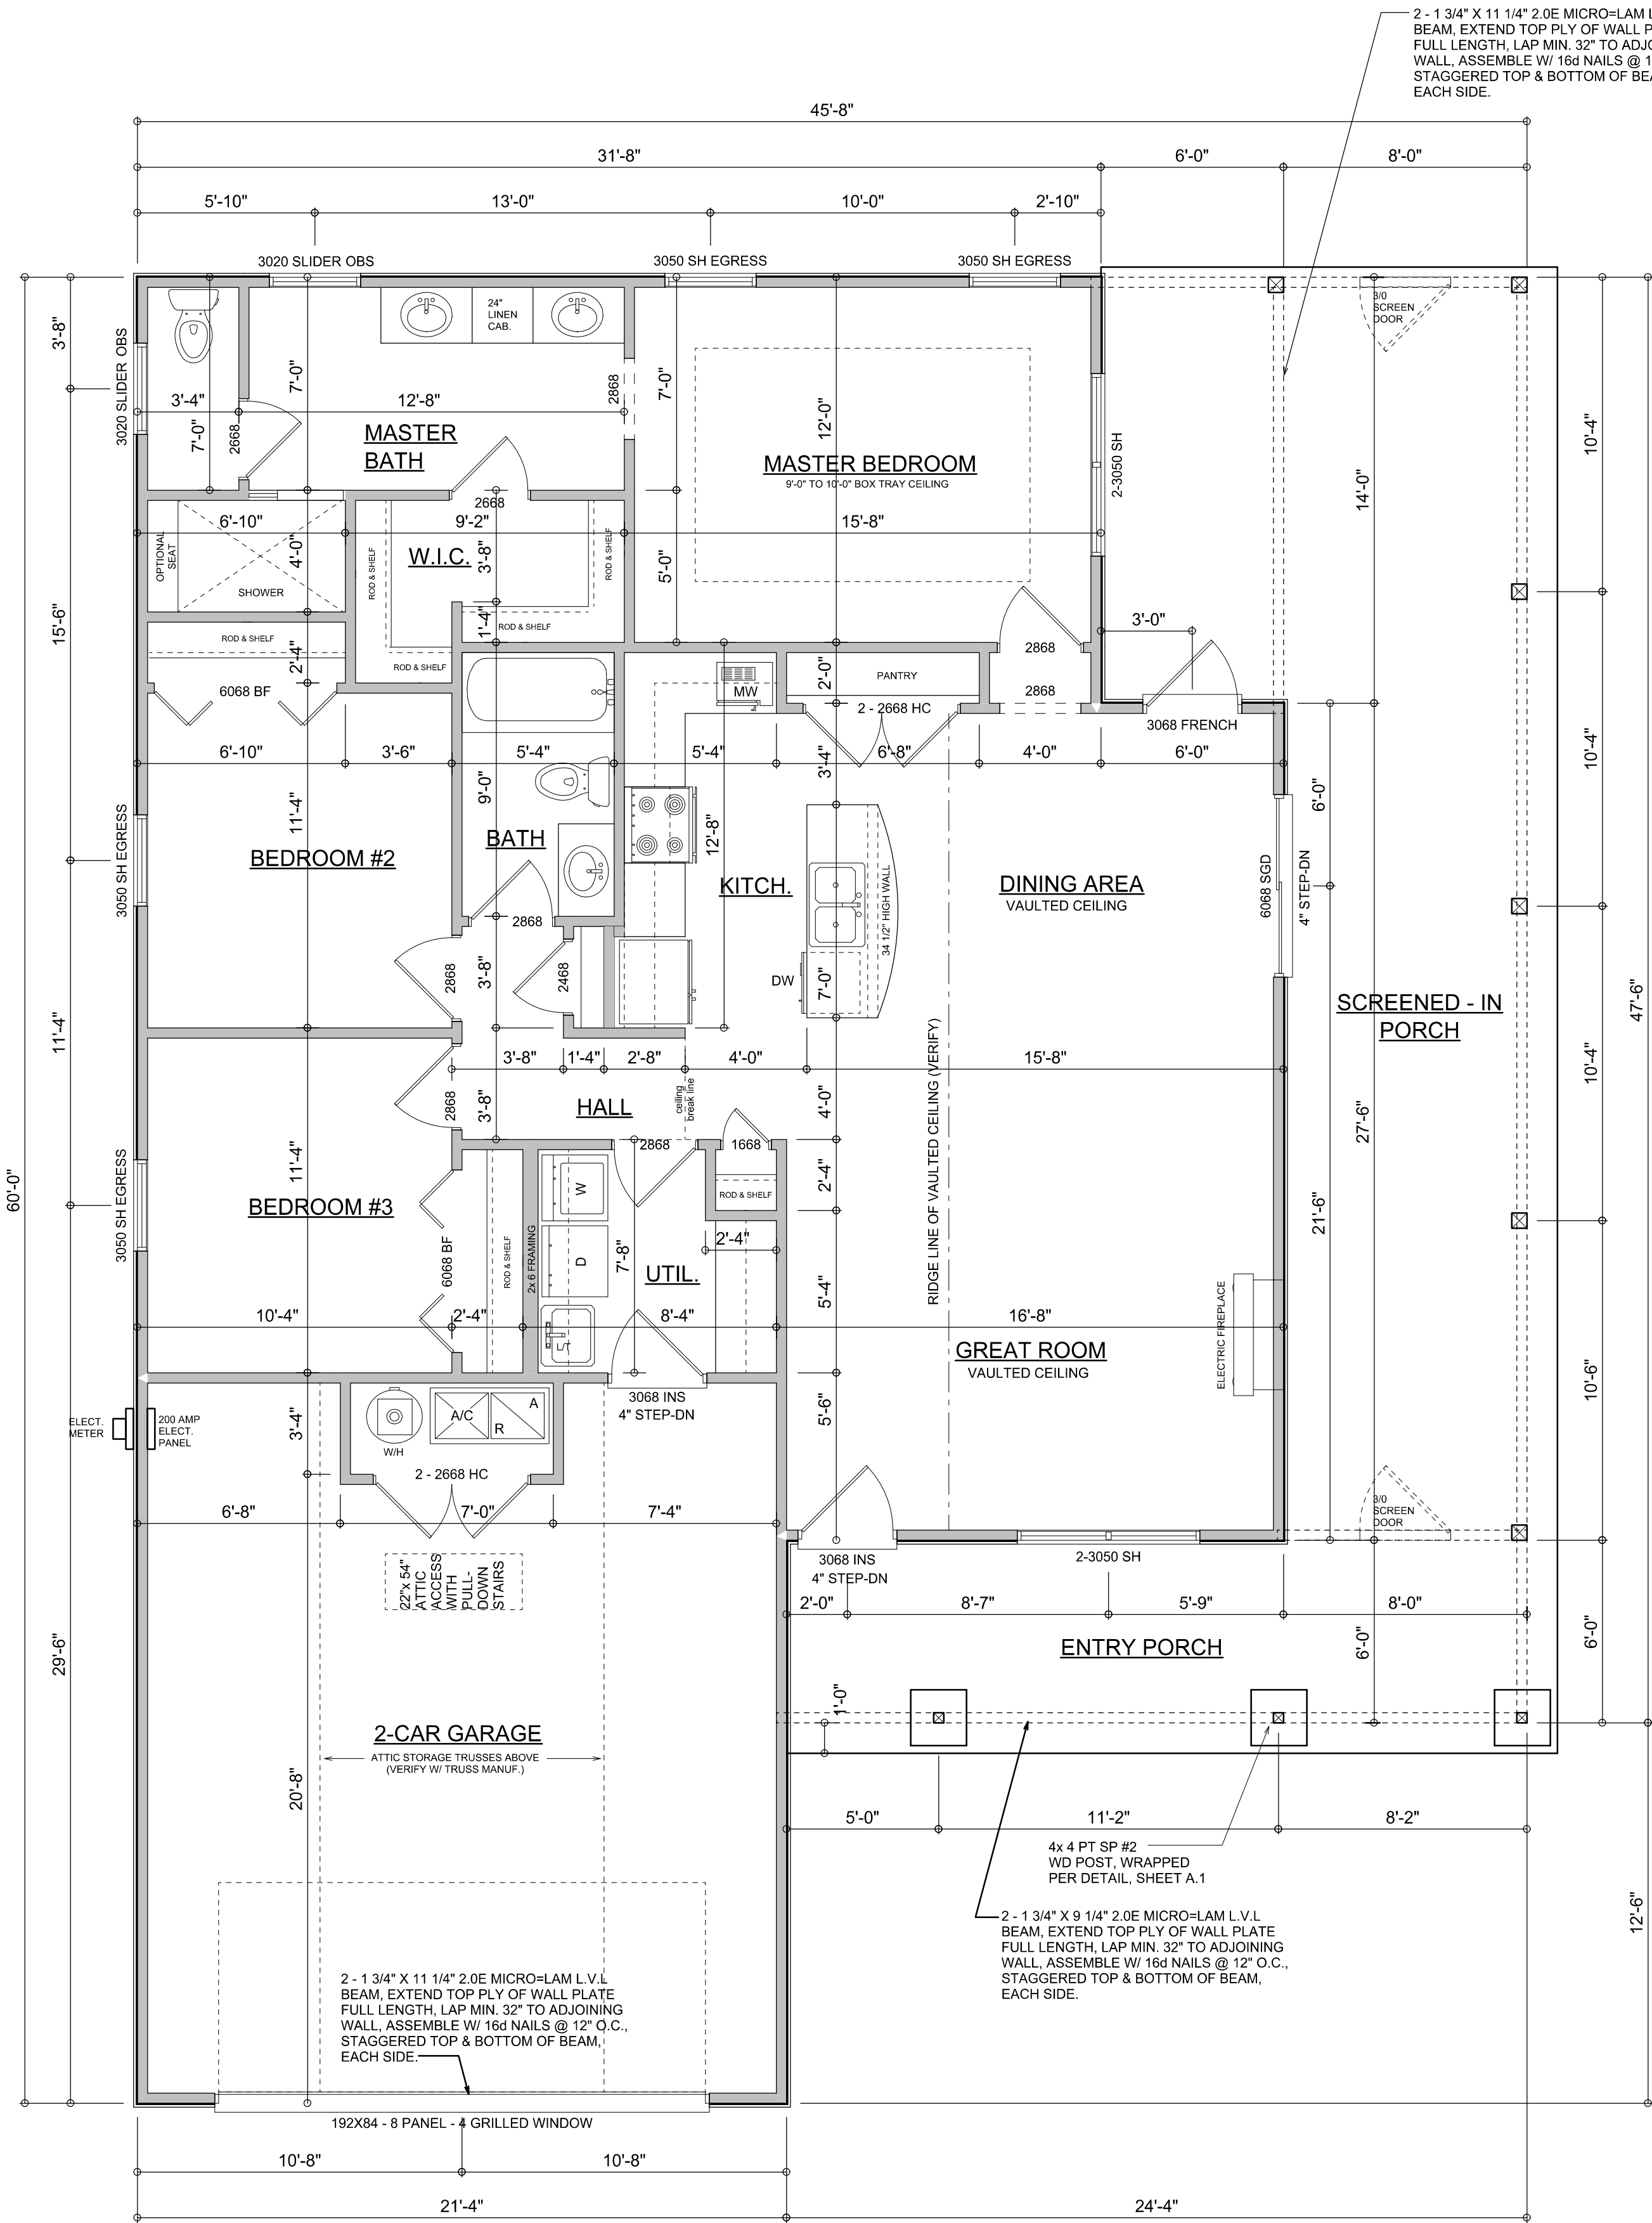 2 - 1 3/4" X 11 1/4" 2.0E MICRO=LAM L
BEAM, EXTEND TOP PLY OF WALL P
FULL LENGTH, LAP MIN. 32" TO ADJO
WALL, ASSEMBLE W/ 16d NAILS @ 1
STAGGERED TOP & BOTTOM OF BEA
EACH SIDE.
45'-8"
31'-8"
6'-0"
8'-0"
5'-10"
13'-0"
10'-0"
2'-10"
3020 SLIDER OBS
3050 SH EGRESS
3050 SH EGRESS
24"
LINEN
CAB.
3/0
SCREEN
DOOR
3'-8"
3020 SLIDER OBS
7'-0"
7'-0"
3'-4"
12'-8"
2668
2868
7'-0"
12'-0"
MASTER
BATH
MASTER BEDROOM
9'-0" TO 10'-0" BOX TRAY CEILING
2-3050 SH
14'-0"
10'-4"
2668
6'-10"
9'-2"
15'-8"
OPTIONAL
SEAT
4'-0"
SHOWER
ROD & SHELF
W.I.C.
3'-8"
ROD & SHELF
5'-0"
1'-4"
ROD & SHELF
15'-6"
ROD & SHELF
2'-4"
ROD & SHELF
6068 BF
3'-0"
2868
MW
2'-0"
PANTRY
2868
2 - 2668 HC
3068 FRENCH
6'-10"
3'-6"
5'-4"
5'-4"
3'-4"
6'-8"
4'-0"
6'-0"
10'-4"
9'-0"
11'-4"
6'-0"
3050 SH EGRESS
BEDROOM #2
BATH
12'-8"
KITCH.
DINING AREA
VAULTED CEILING
34 1/2" HIGH WALL
6068 SGD
4" STEP-DN
2868
2868
3'-8"
2468
DW
7'-0"
SCREENED - IN
PORCH
47'-6"
11'-4"
3'-8"
1'-4"
2'-8"
4'-0"
15'-8"
10'-4"
RIDGE LINE OF VAULTED CEILING (VERIFY)
2868
3'-8"
HALL
ceiling
break line
4'-0"
27'-6"
2868
1668
11'-4"
60'-0"
3050 SH EGRESS
BEDROOM #3
W
2'-4"
ROD & SHELF
21'-6"
6068 BF
ROD & SHELF
2x 6 FRAMING
D
7'-8"
2'-4"
UTIL.
5'-4"
10'-4"
2'-4"
8'-4"
16'-8"
L/T
GREAT ROOM
VAULTED CEILING
ELECTRIC FIREPLACE
10'-6"
3068 INS
4" STEP-DN
5'-6"
ELECT.
METER
200 AMP
ELECT.
PANEL
3'-4"
A/C
A
R
W/H
2 - 2668 HC
6'-8"
7'-0"
7'-4"
3/0
SCREEN
DOOR
3068 INS
4" STEP-DN
2-3050 SH
22"x 54"
ATTIC
ACCESS
WITH
PULL-
DOWN
STAIRS
2'-0"
8'-7"
5'-9"
8'-0"
29'-6"
ENTRY PORCH
6'-0"
6'-0"
1'-0"
2-CAR GARAGE
ATTIC STORAGE TRUSSES ABOVE
(VERIFY W/ TRUSS MANUF.)
20'-8"
5'-0"
11'-2"
8'-2"
4x 4 PT SP #2
WD POST, WRAPPED
PER DETAIL, SHEET A.1
12'-6"
2 - 1 3/4" X 9 1/4" 2.0E MICRO=LAM L.V.L
BEAM, EXTEND TOP PLY OF WALL PLATE
FULL LENGTH, LAP MIN. 32" TO ADJOINING
WALL, ASSEMBLE W/ 16d NAILS @ 12" O.C.,
STAGGERED TOP & BOTTOM OF BEAM,
EACH SIDE.
2 - 1 3/4" X 11 1/4" 2.0E MICRO=LAM L.V.L
BEAM, EXTEND TOP PLY OF WALL PLATE
FULL LENGTH, LAP MIN. 32" TO ADJOINING
WALL, ASSEMBLE W/ 16d NAILS @ 12" O.C.,
STAGGERED TOP & BOTTOM OF BEAM,
EACH SIDE.
192X84 - 8 PANEL - 4 GRILLED WINDOW
10'-8"
10'-8"
21'-4"
24'-4"